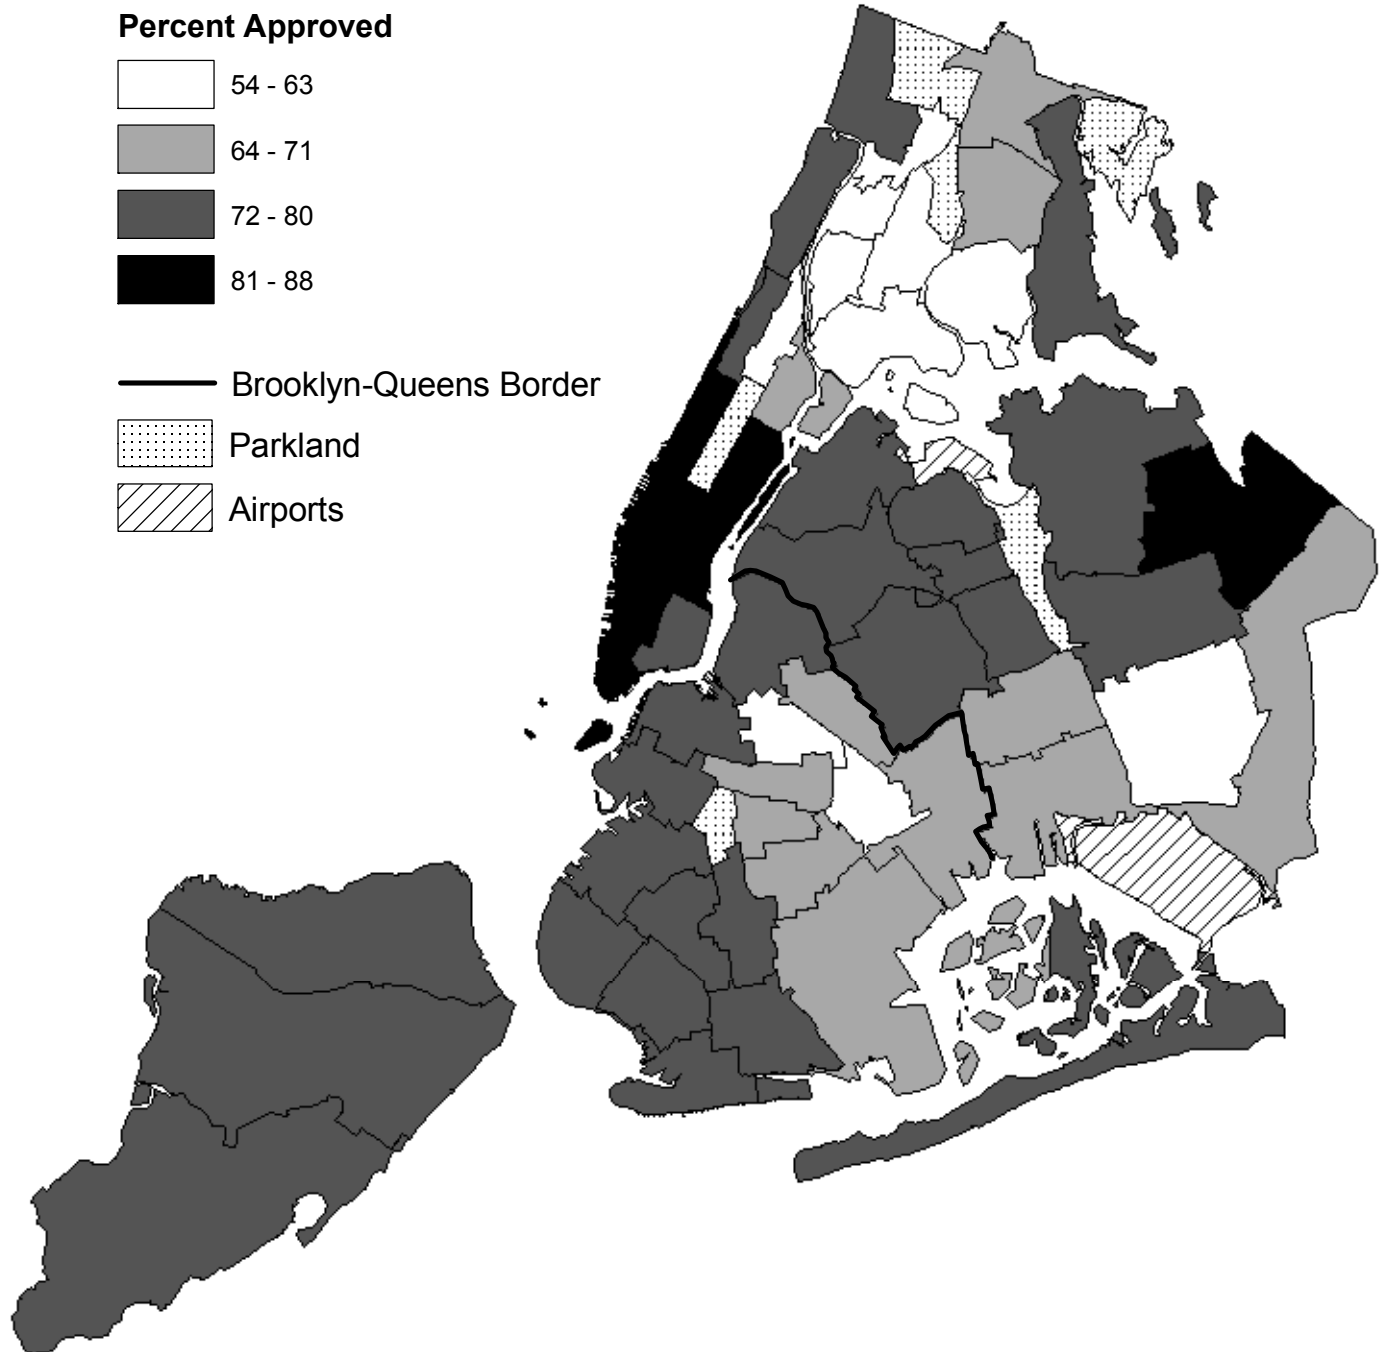 Percent Approved
54 - 63
64 - 71
72 - 80
81 - 88
Brooklyn-Queens Border
Parkland
Airports